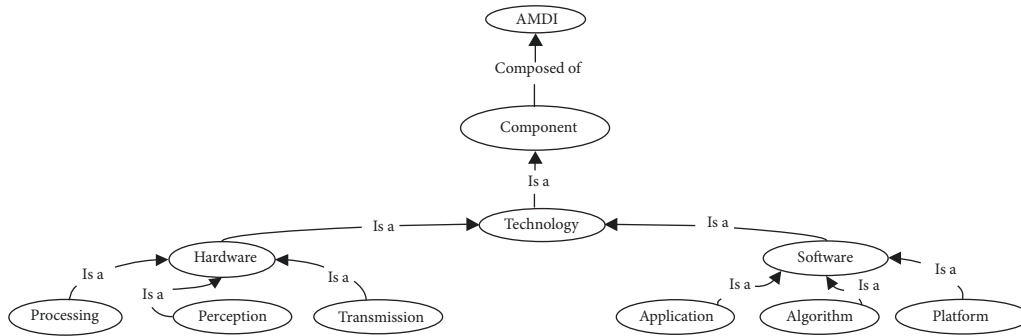 AMDI
Composed of
Component
Is a
Technology
Is a
Is a
Hardware
Software
Is a
Is a
Is a
Is a
Is a
Is a
Processing
Perception
Transmission
Application
Algorithm
Platform